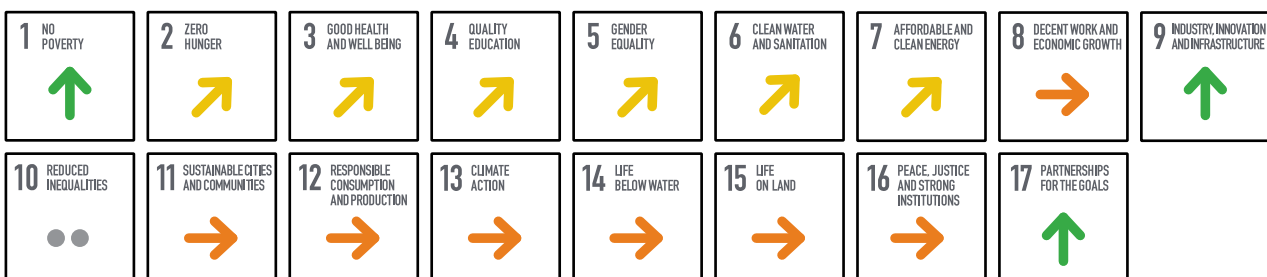 1 NO
POVERTY
2 ZERO
HUNGER
3 GOOD HEALTH
AND WELL BEING
4 QUALITY
EDUCATION
5 GENDER
EQUALITY
6 CLEAN WATER
AND SANITATION
7 AFFORDABLE AND
CLEAN ENERGY
8 DECENT WORK AND
ECONOMIC GROWTH
9 INDUSTRY, INNOVATION
AND INFRASTRUCTURE
10 REDUCED
INEQUALITIES
11 SUSTAINABLE CITIES
AND COMMUNITIES
12 RESPONSIBLE
CONSUMPTION
AND PRODUCTION
13 CLIMATE
ACTION
14 LIFE
BELOW WATER
15 LIFE
ON LAND
16 PEACE, JUSTICE
AND STRONG
INSTITUTIONS
17 PARTNERSHIPS
FOR THE GOALS